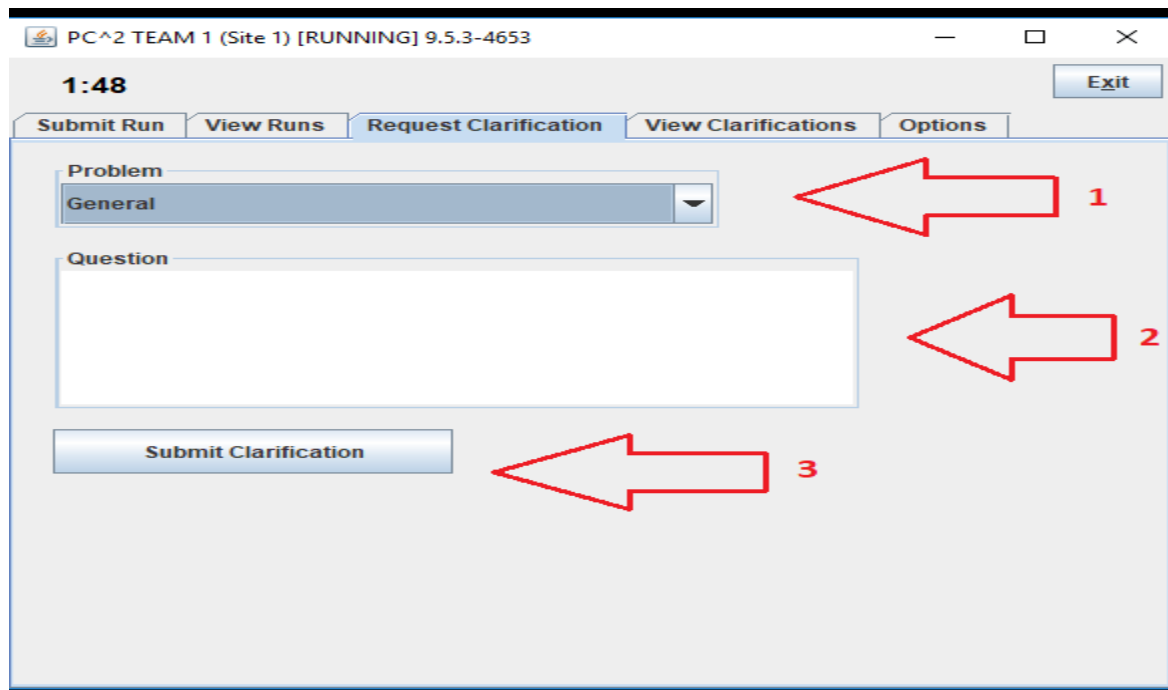 PC^2 TEAM 1 (Site 1) [RUNNING] 9.5.3-4653
1:48
Exit
Submit Run View Runs Request Clarification View Clarifications Options
Problem
General
1
Question
2
Submit Clarification
3